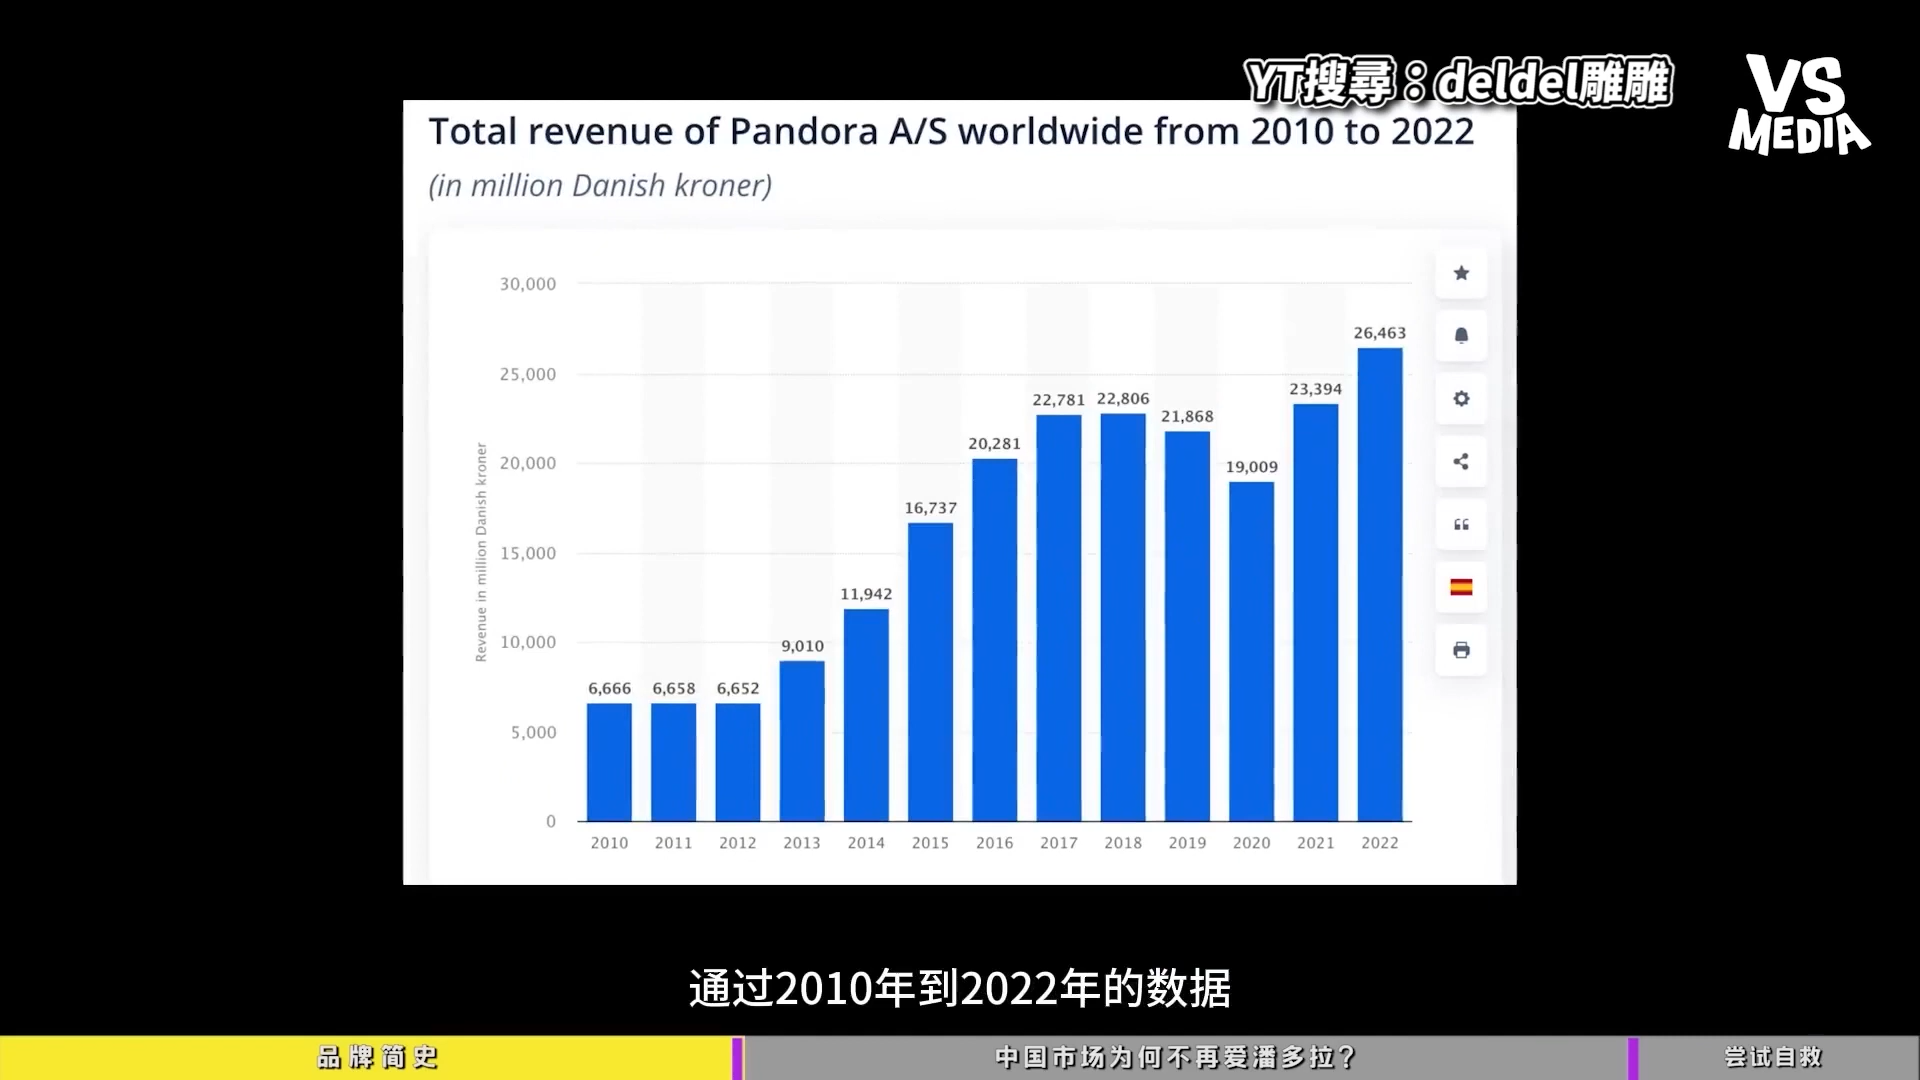 YT搜尋：deldel雕雕
VS
MEDIA
Total revenue of Pandora A/S worldwide from 2010 to 2022
(in million Danish kroner)
Revenue in million Danish kroner
30,000
25,000
20,000
15,000
10,000
5,000
0
6,666
6,658
6,652
9,010
11,942
16,737
20,281
22,781
22,806
21,868
19,009
23,394
26,463
2010 2011 2012 2013 2014 2015 2016 2017 2018 2019 2020 2021 2022
通过2010年到2022年的数据
品牌简史 中国市场为何不再爱潘多拉？ 尝试自救